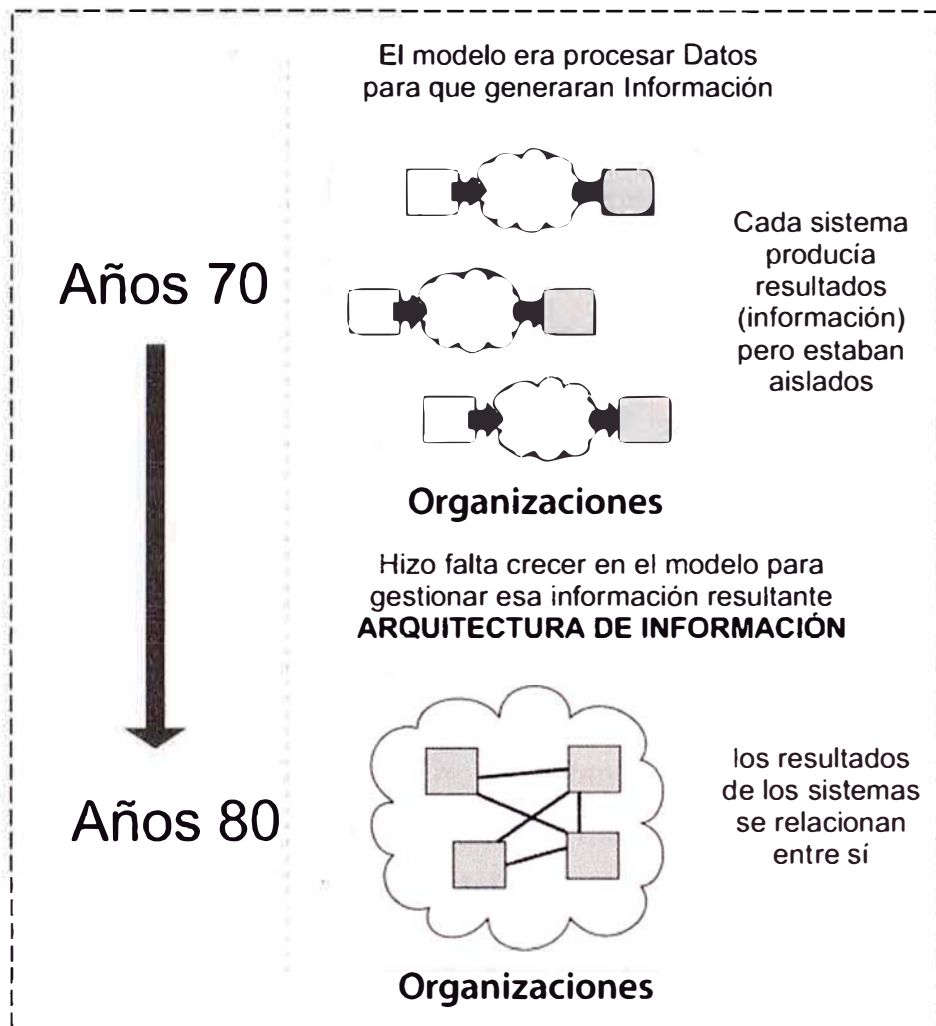 El modelo era procesar Datos
para que generaran Información
Años 70
Cada sistema
producía
resultados
(información)
pero estaban
aislados
Organizaciones
Hizo falta crecer en el modelo para
gestionar esa información resultante
ARQUITECTURA DE INFORMACIÓN
Años 80
los resultados
de los sistemas
se relacionan
entre sí
Organizaciones